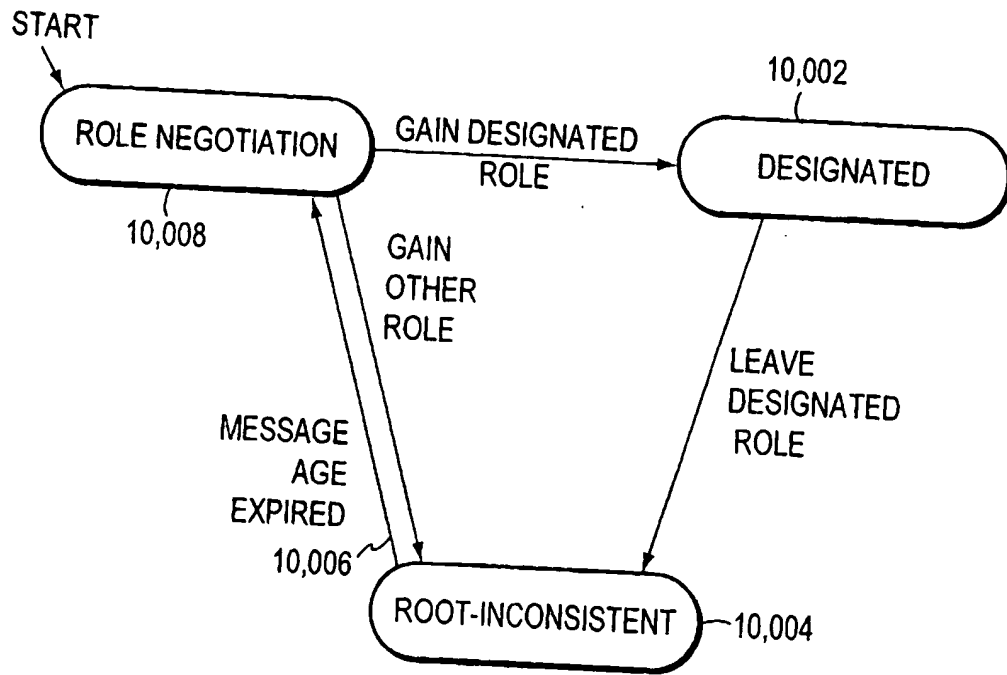 START
10,002
ROLE NEGOTIATION
GAIN DESIGNATED
ROLE
DESIGNATED
10,008
GAIN
OTHER
ROLE
LEAVE
DESIGNATED
ROLE
MESSAGE
AGE
EXPIRED
10,006
ROOT-INCONSISTENT
10,004